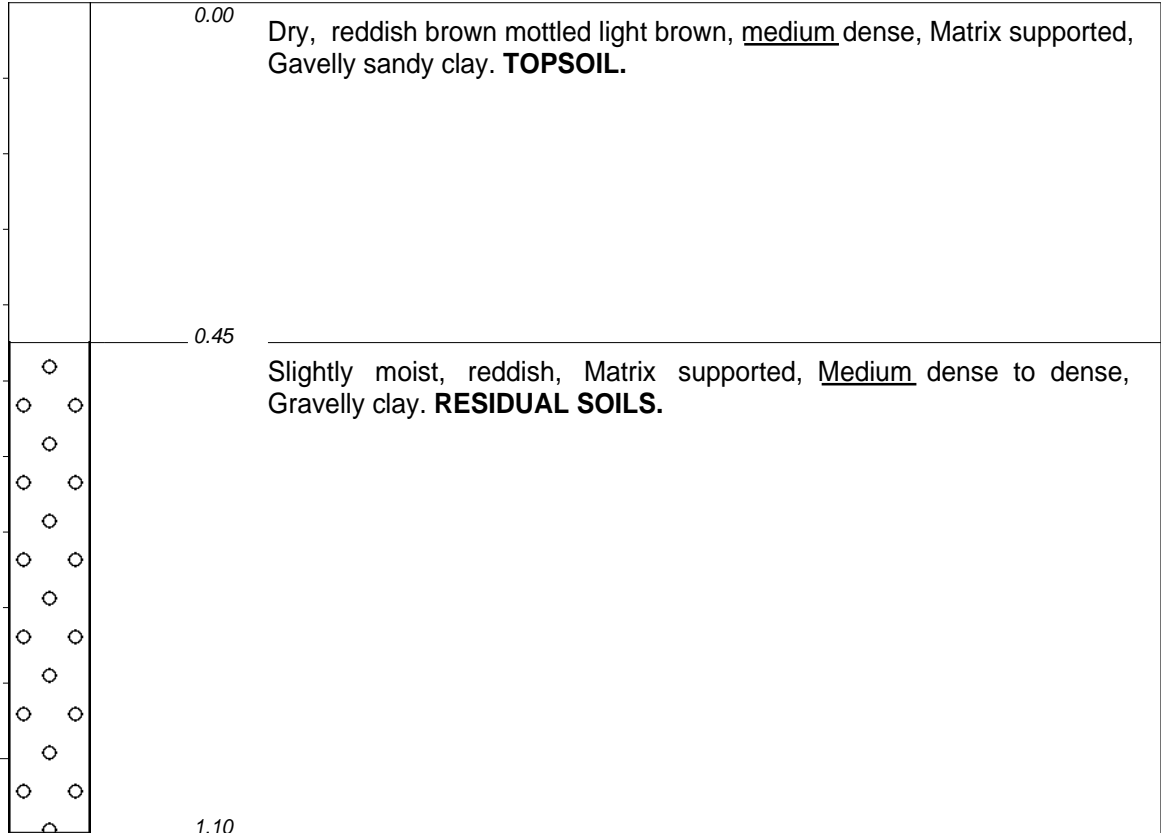 0.00
Dry, reddish brown mottled light brown, medium dense, Matrix supported,
Gavelly sandy clay. TOPSOIL.
0.45
Slightly moist, reddish, Matrix supported, Medium dense to dense,
Gravelly clay. RESIDUAL SOILS.
1.10